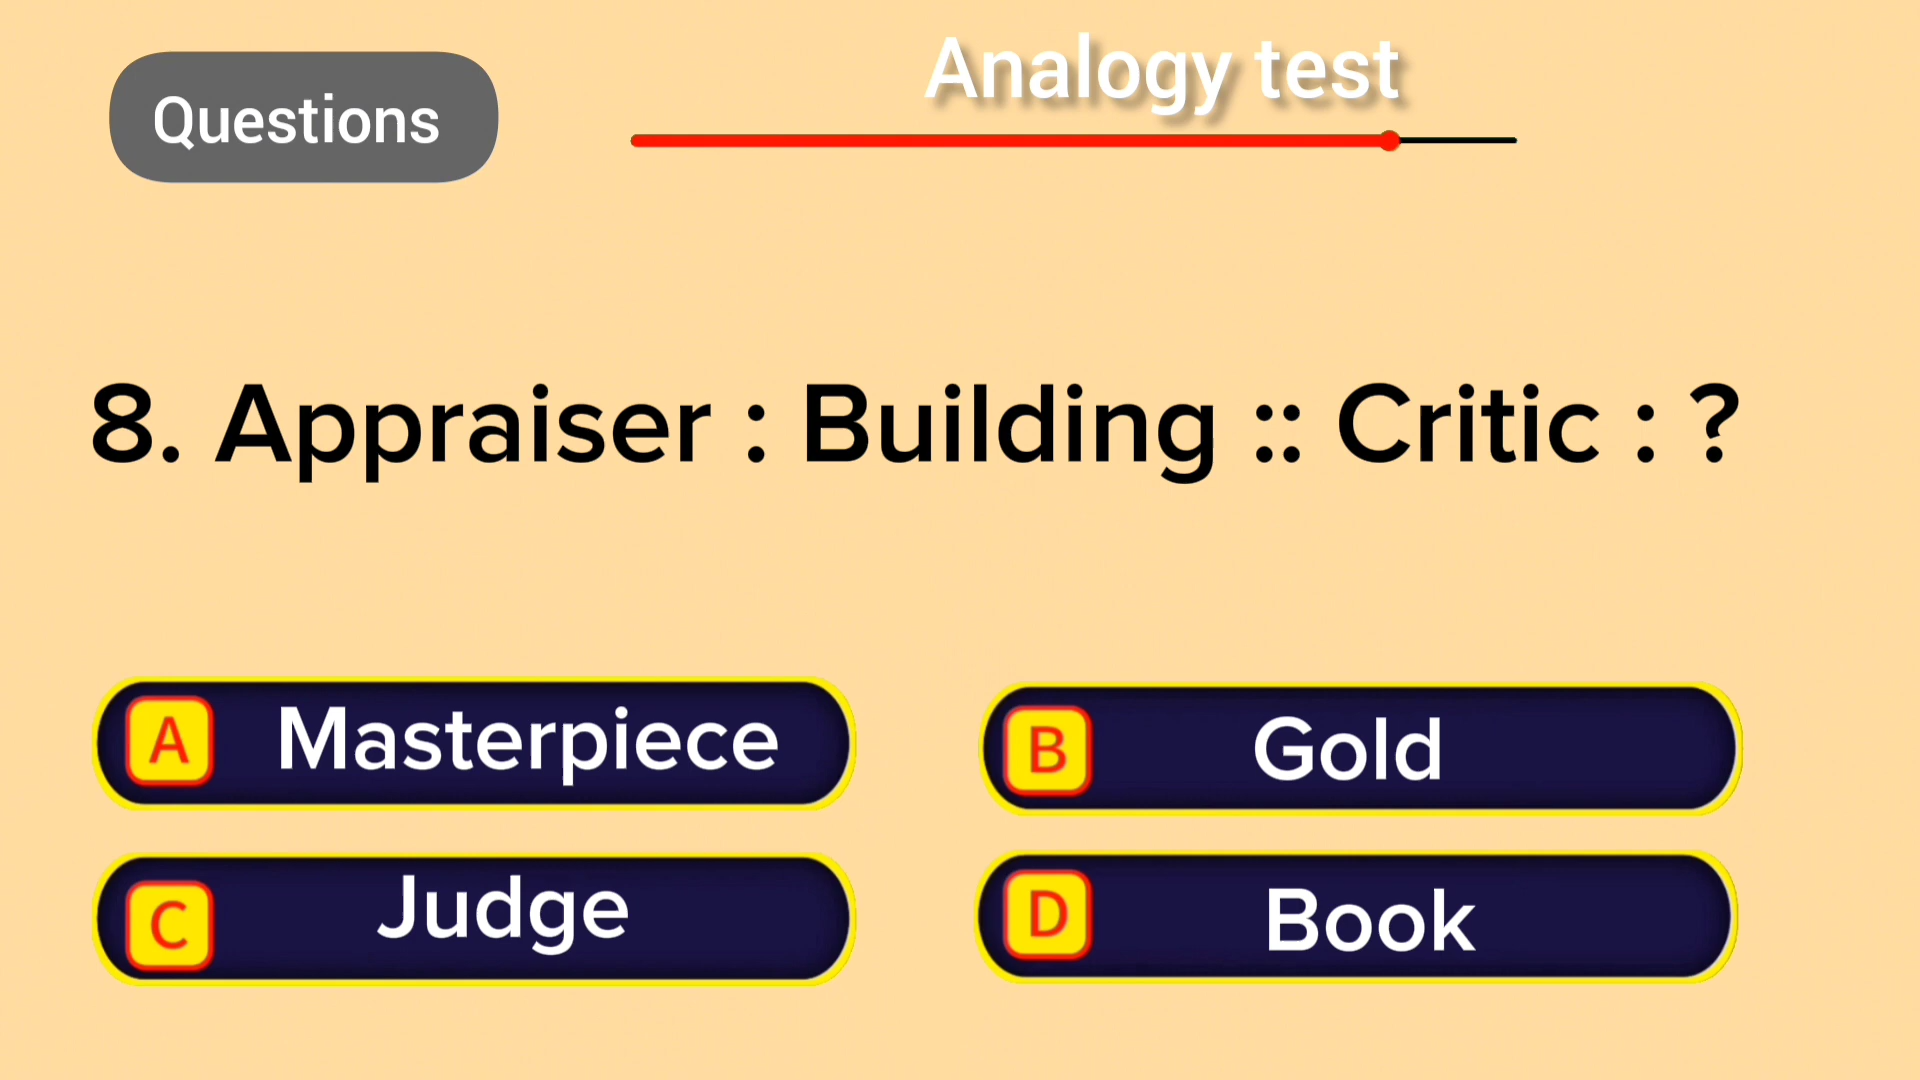 Questions
Analogy test
8. Appraiser : Building :: Critic : ?
A Masterpiece
B Gold
C Judge
D Book